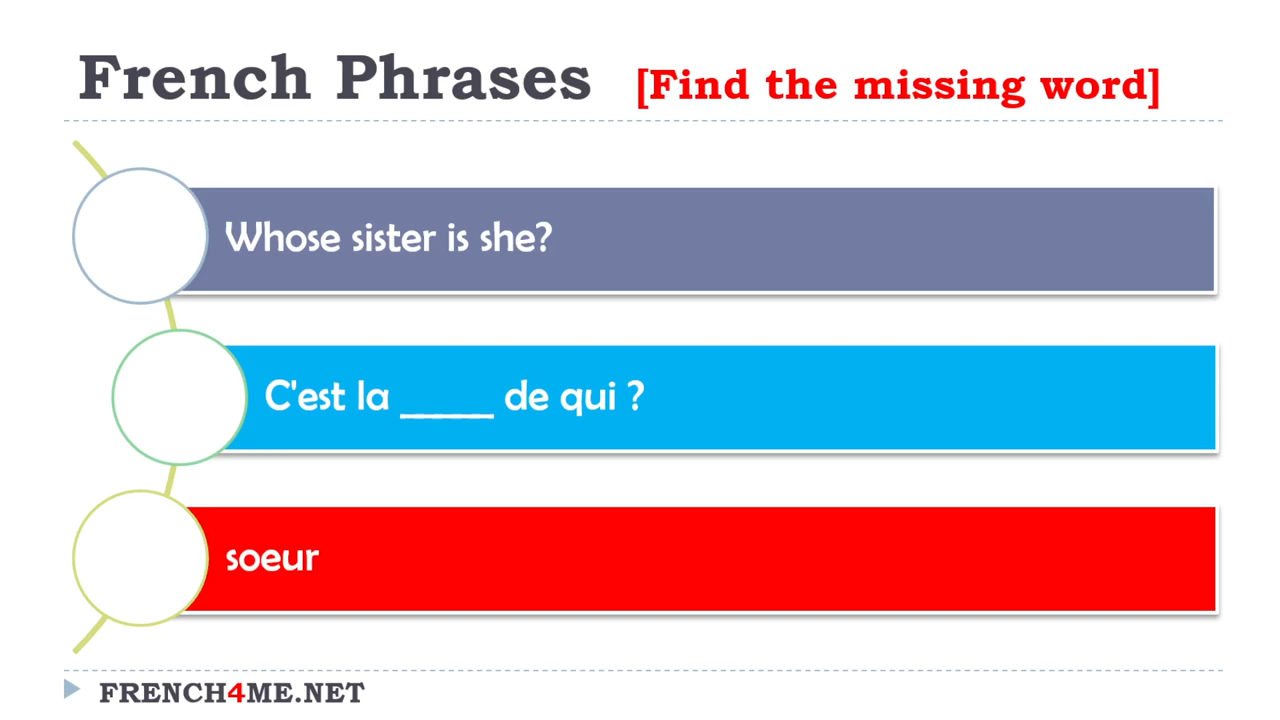 French Phrases [Find the missing word]
Whose sister is she?
C'est la _____ de qui ?
soeur
FRENCH4ME.NET